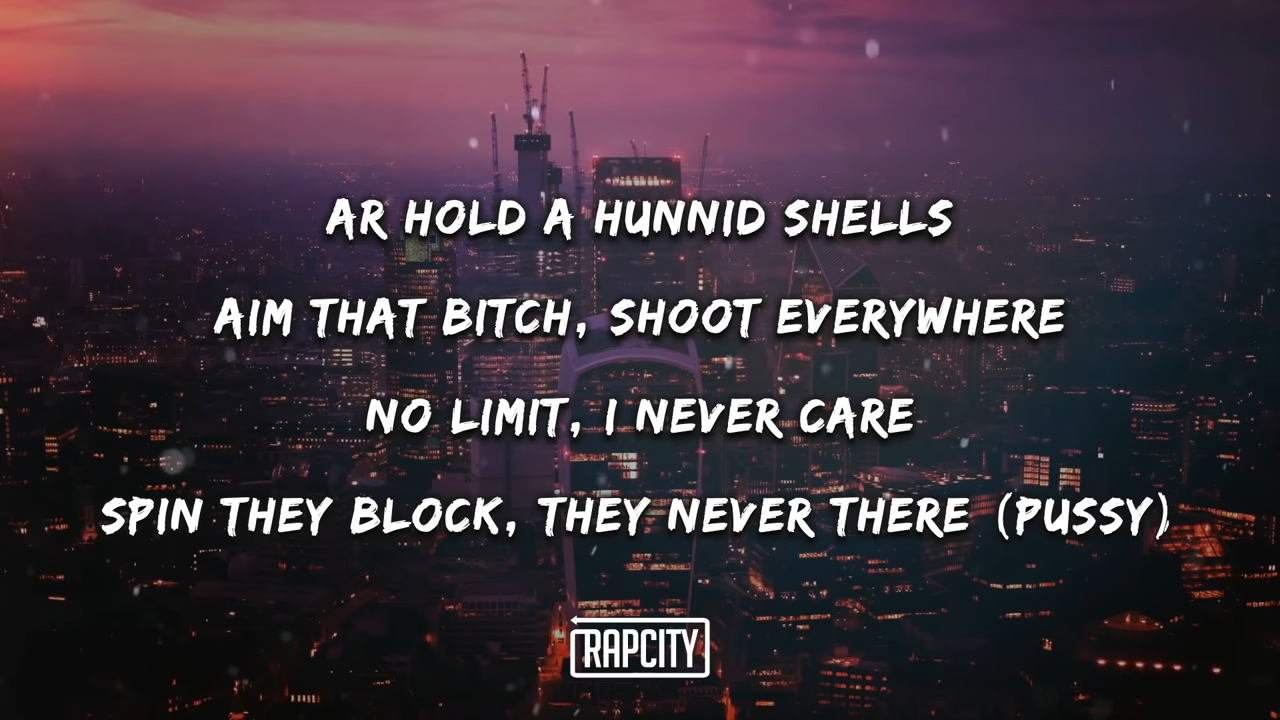 AR HOLD A HUNNID SHELLS
AIM THAT BITCH, SHOOT EVERYWHERE
NO LIMIT, I NEVER CARE
SPIN THEY BLOCK, THEY NEVER THERE (PUSSY)
RAPCITY